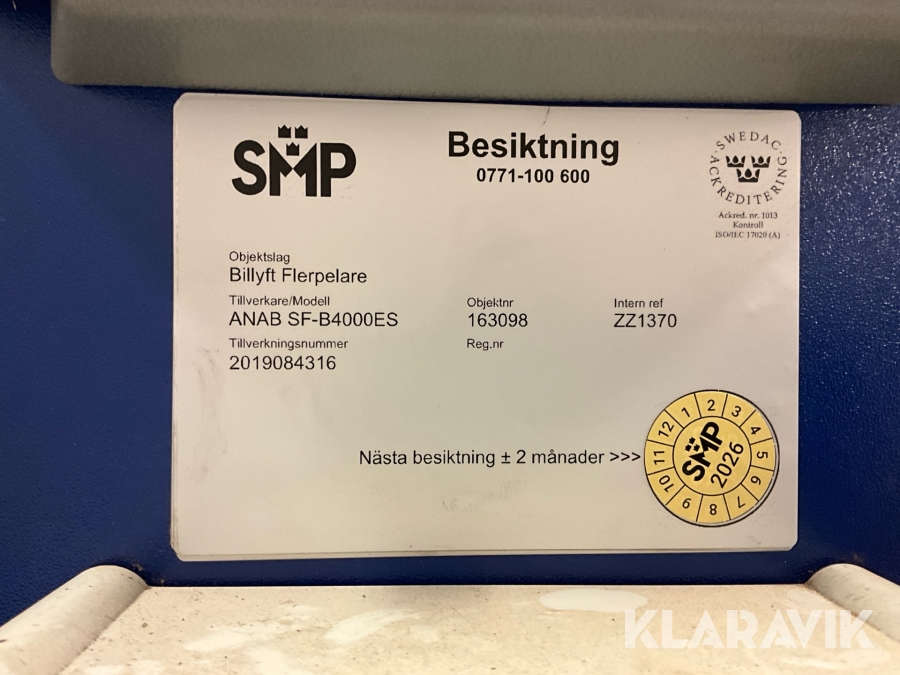 SMP
Besiktning
0771-100 600
SWEDAC
ACKREDITERING
Ackred. nr. 1013
Kontroll
ISO/IEC 17020 (A)
Objektslag
Billyft Flerpelare
Tillverkare/Modell
ANAB SF-B4000ES
Objektnr
163098
Intern ref
ZZ1370
Tillverkningsnummer
2019084316
Reg.nr
Nästa besiktning ± 2 månader >>>
1 2 3 4 5 6 7 8 9 10 11 12
SMP
2026
KLARAVIK